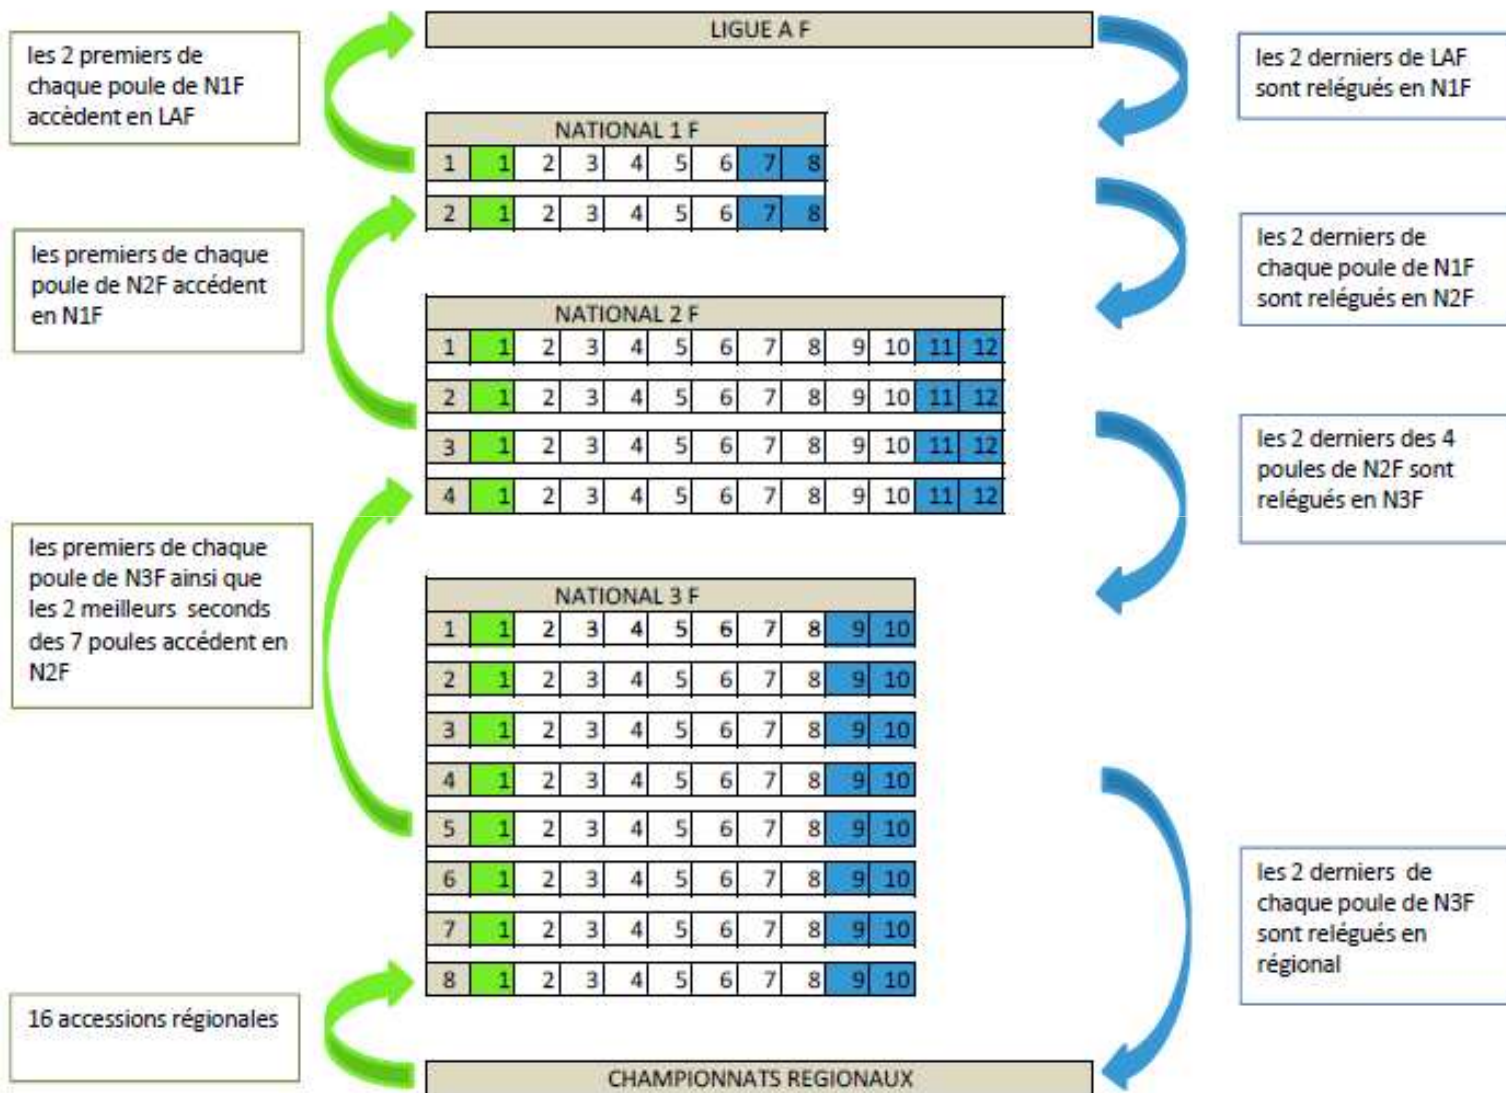 LIGUE A F
les 2 premiers de
chaque poule de N1F
accèdent en LAF
les 2 derniers de LAF
sont relégués en N1F
NATIONAL 1 F
1 1 2 3 4 5 6 7 8
2 1 2 3 4 5 6 7 8
les premiers de chaque
poule de N2F accédent
en N1F
les 2 derniers de
chaque poule de N1F
sont relégués en N2F
NATIONAL 2 F
1 1 2 3 4 5 6 7 8 9 10 11 12
2 1 2 3 4 5 6 7 8 9 10 11 12
3 1 2 3 4 5 6 7 8 9 10 11 12
4 1 2 3 4 5 6 7 8 9 10 11 12
les 2 derniers des 4
poules de N2F sont
relégués en N3F
les premiers de chaque
poule de N3F ainsi que
les 2 meilleurs seconds
des 7 poules accédent en
N2F
NATIONAL 3 F
1 1 2 3 4 5 6 7 8 9 10
2 1 2 3 4 5 6 7 8 9 10
3 1 2 3 4 5 6 7 8 9 10
4 1 2 3 4 5 6 7 8 9 10
5 1 2 3 4 5 6 7 8 9 10
6 1 2 3 4 5 6 7 8 9 10
7 1 2 3 4 5 6 7 8 9 10
8 1 2 3 4 5 6 7 8 9 10
les 2 derniers de
chaque poule de N3F
sont relégués en
régional
16 accessions régionales
CHAMPIONNATS REGIONAUX